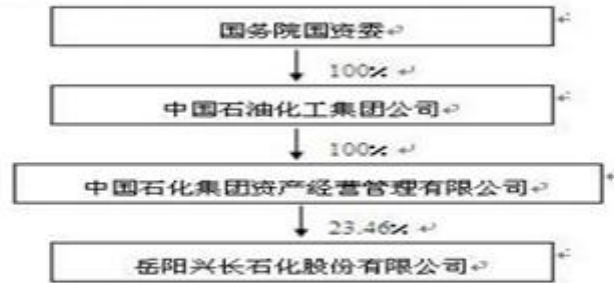 国务院国资委
100%
中国石油化工集团公司
100%
中国石化集团资产经营管理有限公司
23.46%
岳阳兴长石化股份有限公司